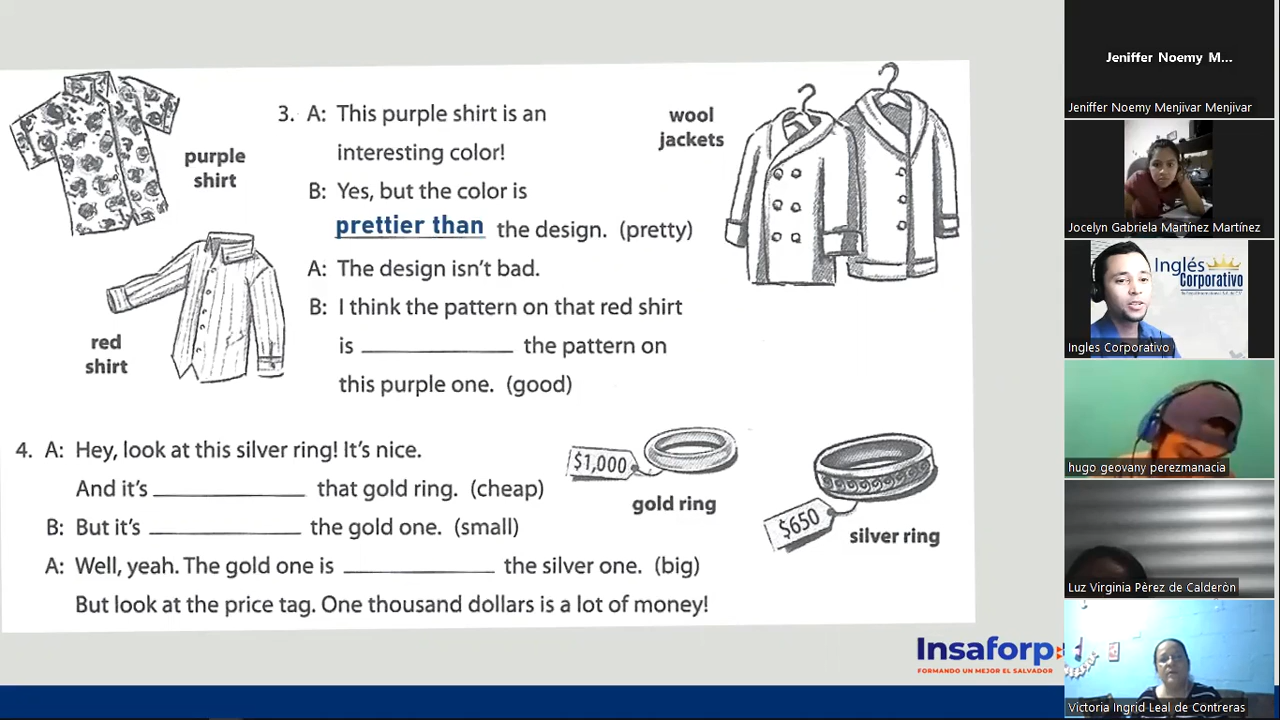 purple
shirt
3. A: This purple shirt is an
interesting color!
B: Yes, but the color is
prettier than the design. (pretty)
A: The design isn't bad.
B: I think the pattern on that red shirt
is ____________ the pattern on
this purple one. (good)
wool
jackets
red
shirt
4. A: Hey, look at this silver ring! It's nice.
And it's ____________ that gold ring. (cheap)
B: But it's ____________ the gold one. (small)
A: Well, yeah. The gold one is ____________ the silver one. (big)
But look at the price tag. One thousand dollars is a lot of money!
$1,000
gold ring
$650
silver ring
Insaforp
FORMANDO UN MEJOR EL SALVADOR
Jeniffer Noemy M...
Jeniffer Noemy Menjivar Menjivar
Jocelyn Gabriela Martínez Martínez
Inglés
Corporativo
Ingles Corporativo
hugo geovany perezmanacia
Luz Virginia Pèrez de Calderòn
Victoria Ingrid Leal de Contreras